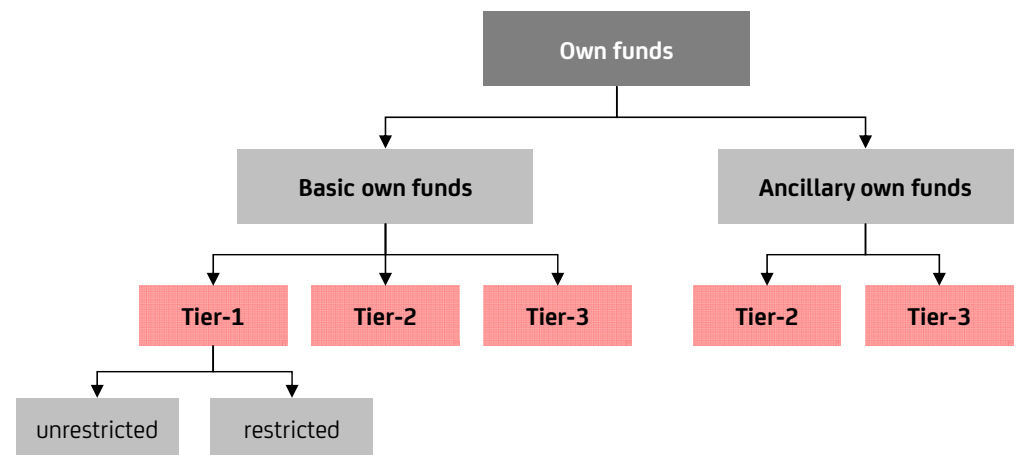 Own funds
Basic own funds
Ancillary own funds
Tier-1
Tier-2
Tier-3
Tier-2
Tier-3
unrestricted
restricted